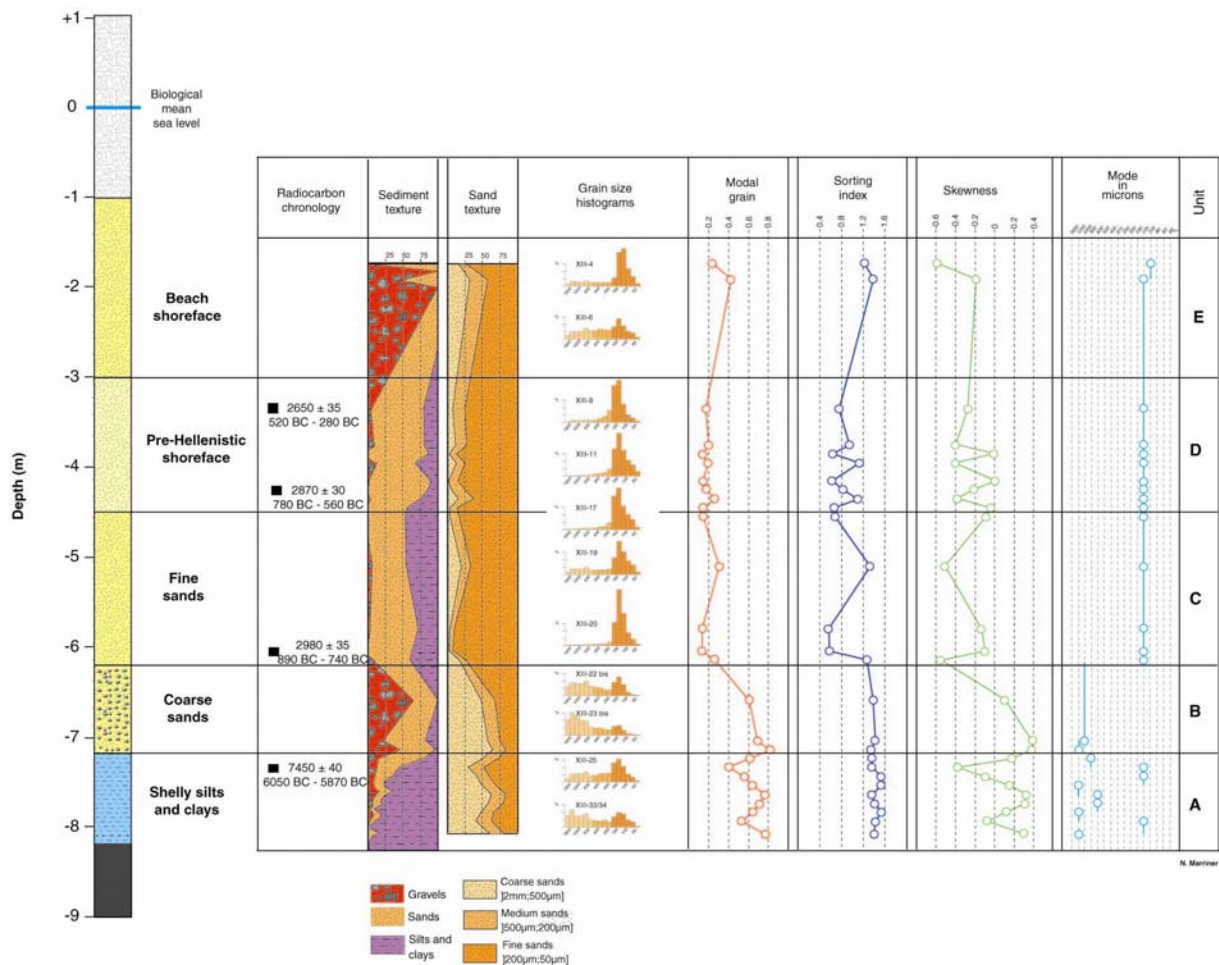 +1
0
-1
-2
-3
-4
-5
-6
-7
-8
-9
Depth (m)
Biological
mean
sea level
Radiocarbon
chronology
Sediment
texture
Sand
texture
Grain size
histograms
Modal
grain
Sorting
index
Skewness
Mode
in
microns
Unit
0.2 0.4 0.6 0.8
0.4 0.8 1.2 1.6
-0.6 -0.4 -0.2 0 0.2 0.4
25 50 75
25 50 75
Beach
shoreface
XII-4
XII-6
E
Pre-Hellenistic
shoreface
2650 ± 35
520 BC - 280 BC
2870 ± 30
780 BC - 560 BC
XII-9
XII-11
XII-17
D
Fine
sands
2980 ± 35
890 BC - 740 BC
XII-19
XII-20
C
Coarse
sands
XII-22 bis
XII-23 bis
B
Shelly silts
and clays
7450 ± 40
6050 BC - 5870 BC
XII-25
XII-33/34
A
N. Marriner
Gravels
Sands
Silts and
clays
Coarse sands
]2mm;500µm]
Medium sands
]500µm;200µm]
Fine sands
]200µm;50µm]